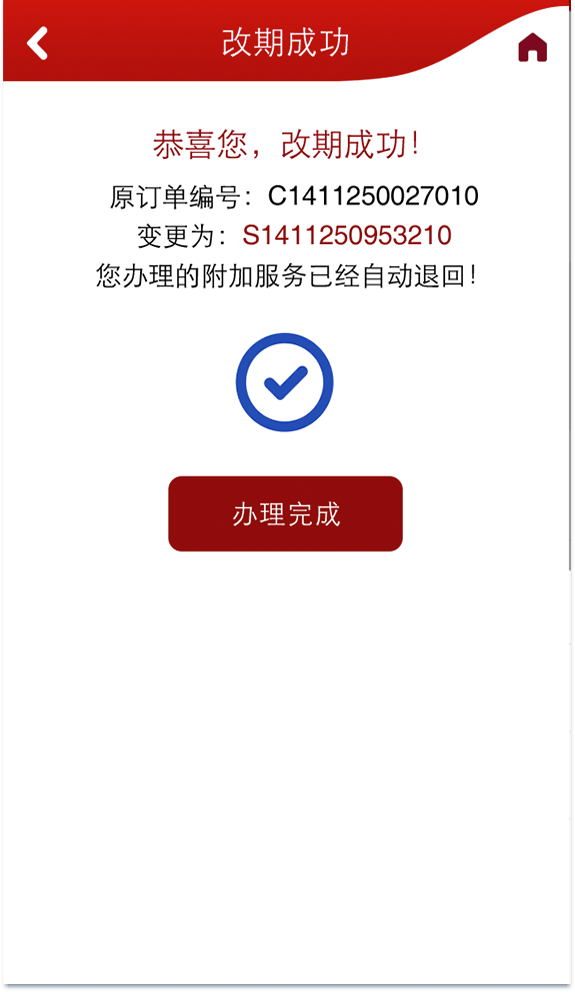 改期成功
恭喜您，改期成功！
原订单编号：C1411250027010
变更为：S1411250953210
您办理的附加服务已经自动退回！
办理完成